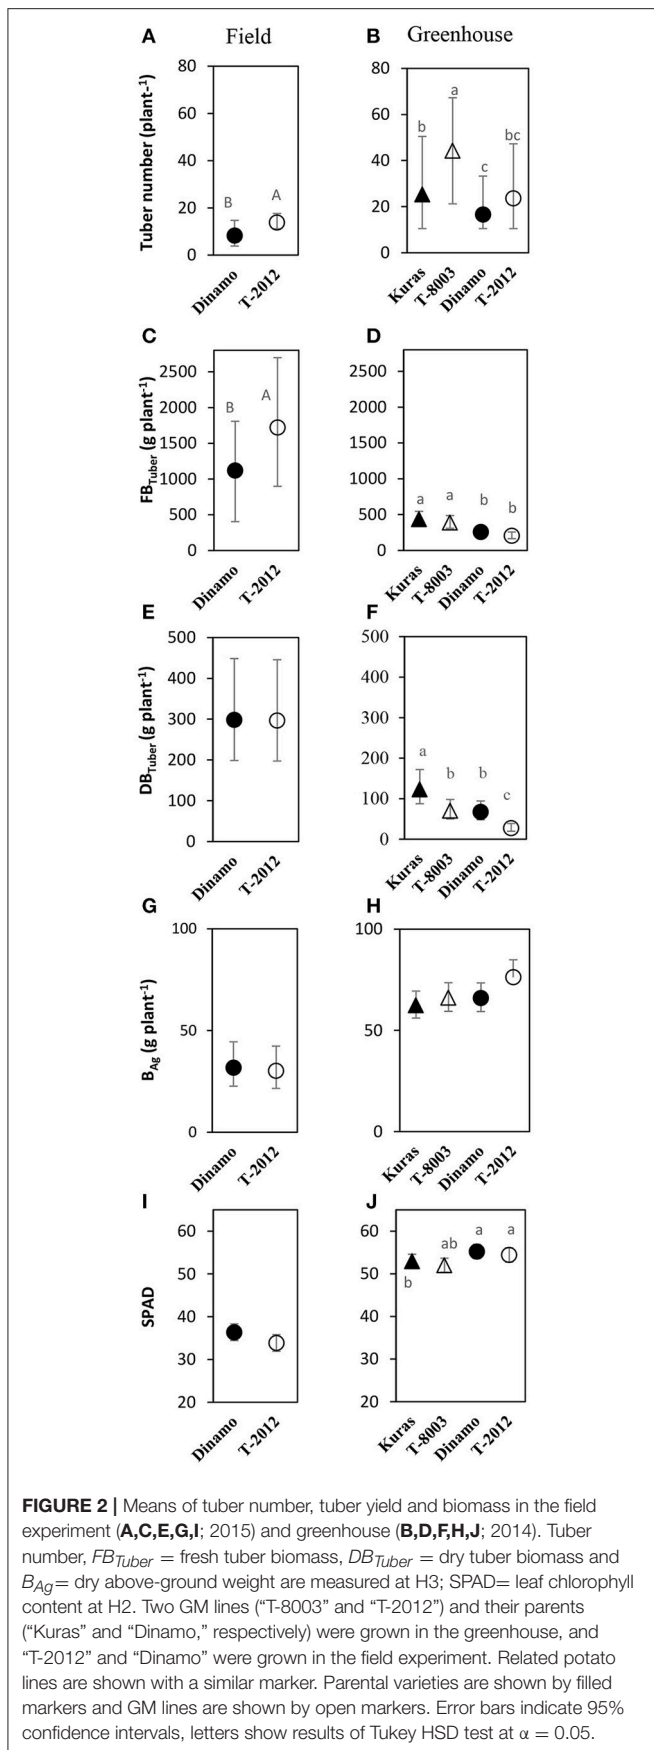 A Field
B Greenhouse
Tuber number (plant-1)
80
60
40
20
0
B
A
Dinamo
T-2012
80
60
40
20
0
b
a
c
bc
Kuras
T-8003
Dinamo
T-2012
C
D
FBTuber (g plant-1)
2500
2000
1500
1000
500
0
B
A
Dinamo
T-2012
2500
2000
1500
1000
500
0
a
a
b
b
Kuras
T-8003
Dinamo
T-2012
E
F
DBTuber (g plant-1)
500
400
300
200
100
0
Dinamo
T-2012
500
400
300
200
100
0
a
b
b
c
Kuras
T-8003
Dinamo
T-2012
G
H
BAg (g plant-1)
100
50
0
Dinamo
T-2012
100
50
0
Kuras
T-8003
Dinamo
T-2012
I
J
SPAD
60
50
40
30
20
Dinamo
T-2012
60
50
40
30
20
b
ab
a
a
Kuras
T-8003
Dinamo
T-2012
FIGURE 2 | Means of tuber number, tuber yield and biomass in the field
experiment (A,C,E,G,I; 2015) and greenhouse (B,D,F,H,J; 2014). Tuber
number, FBTuber = fresh tuber biomass, DBTuber = dry tuber biomass and
BAg= dry above-ground weight are measured at H3; SPAD= leaf chlorophyll
content at H2. Two GM lines (“T-8003” and “T-2012”) and their parents
(“Kuras” and “Dinamo,” respectively) were grown in the greenhouse, and
“T-2012” and “Dinamo” were grown in the field experiment. Related potato
lines are shown with a similar marker. Parental varieties are shown by filled
markers and GM lines are shown by open markers. Error bars indicate 95%
confidence intervals, letters show results of Tukey HSD test at α = 0.05.